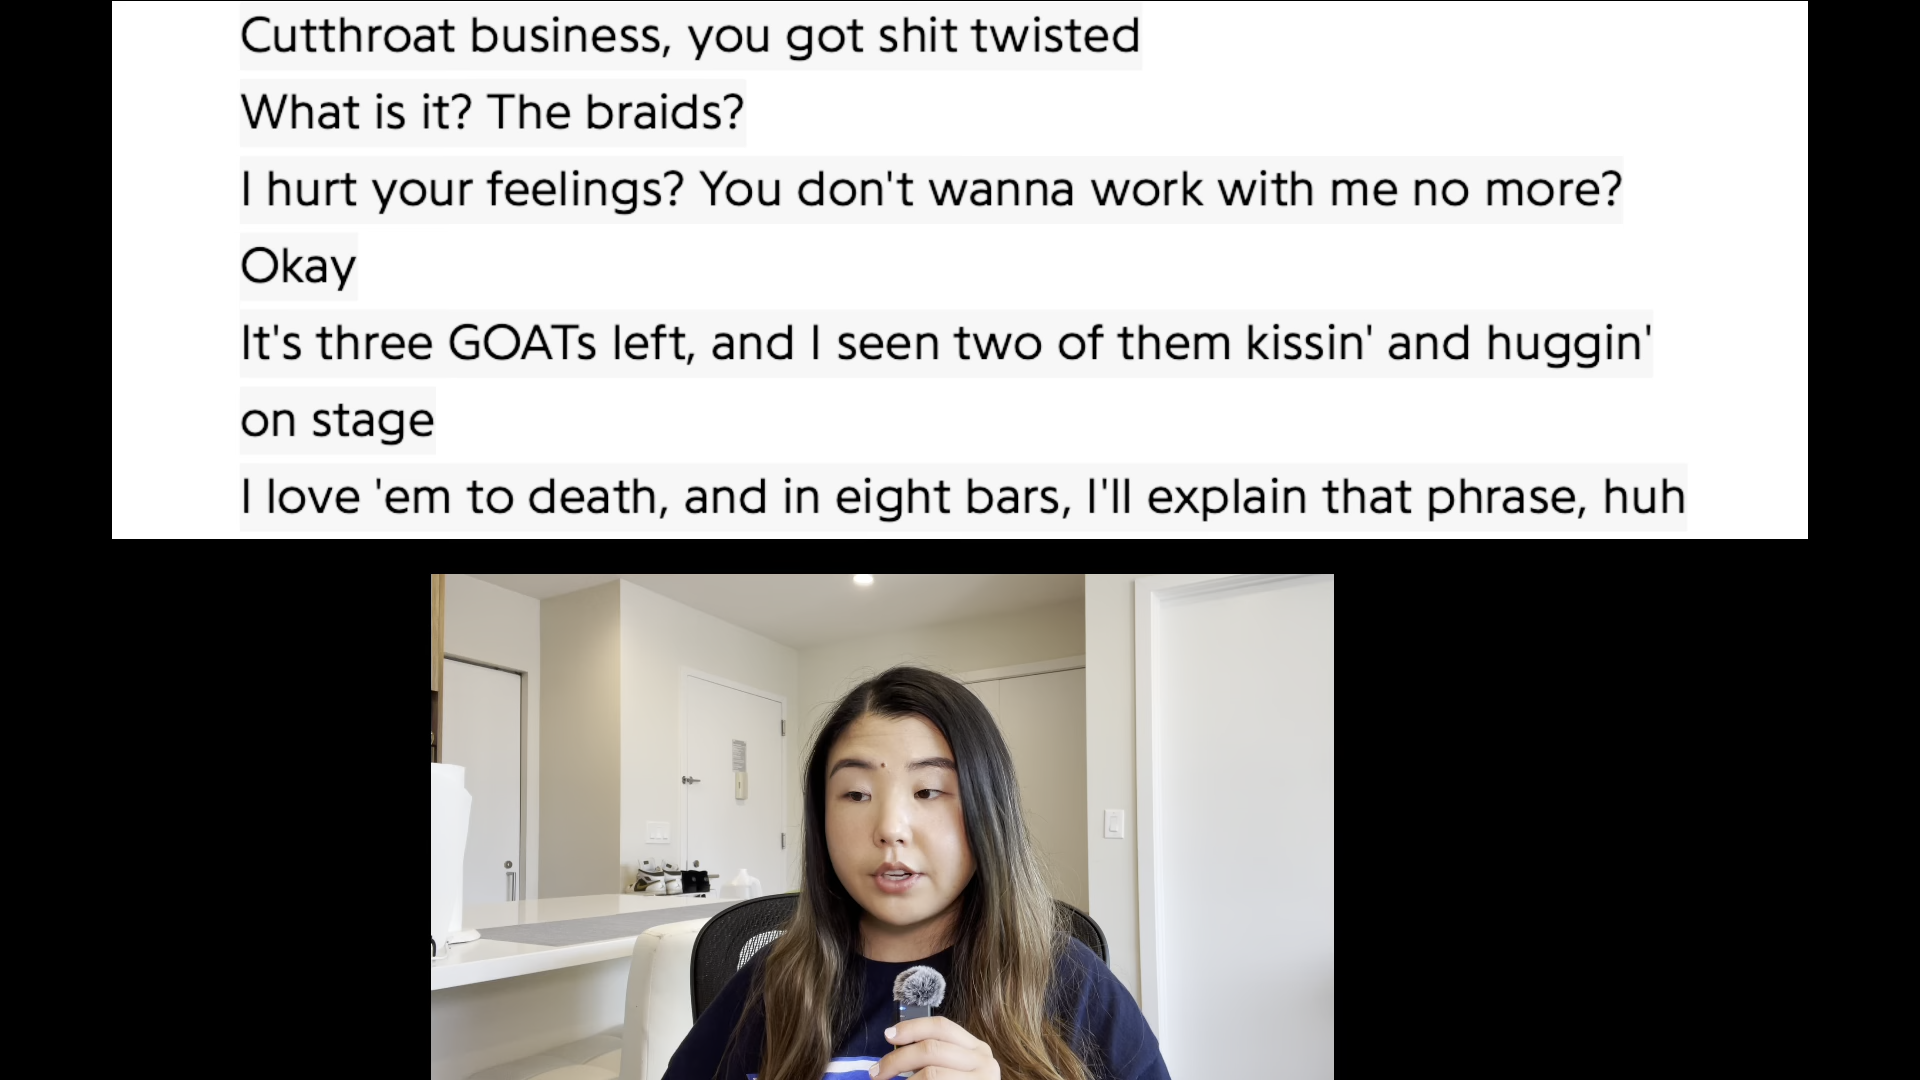 Cutthroat business, you got shit twisted
What is it? The braids?
I hurt your feelings? You don't wanna work with me no more?
Okay
It's three GOATs left, and I seen two of them kissin' and huggin'
on stage
I love 'em to death, and in eight bars, I'll explain that phrase, huh